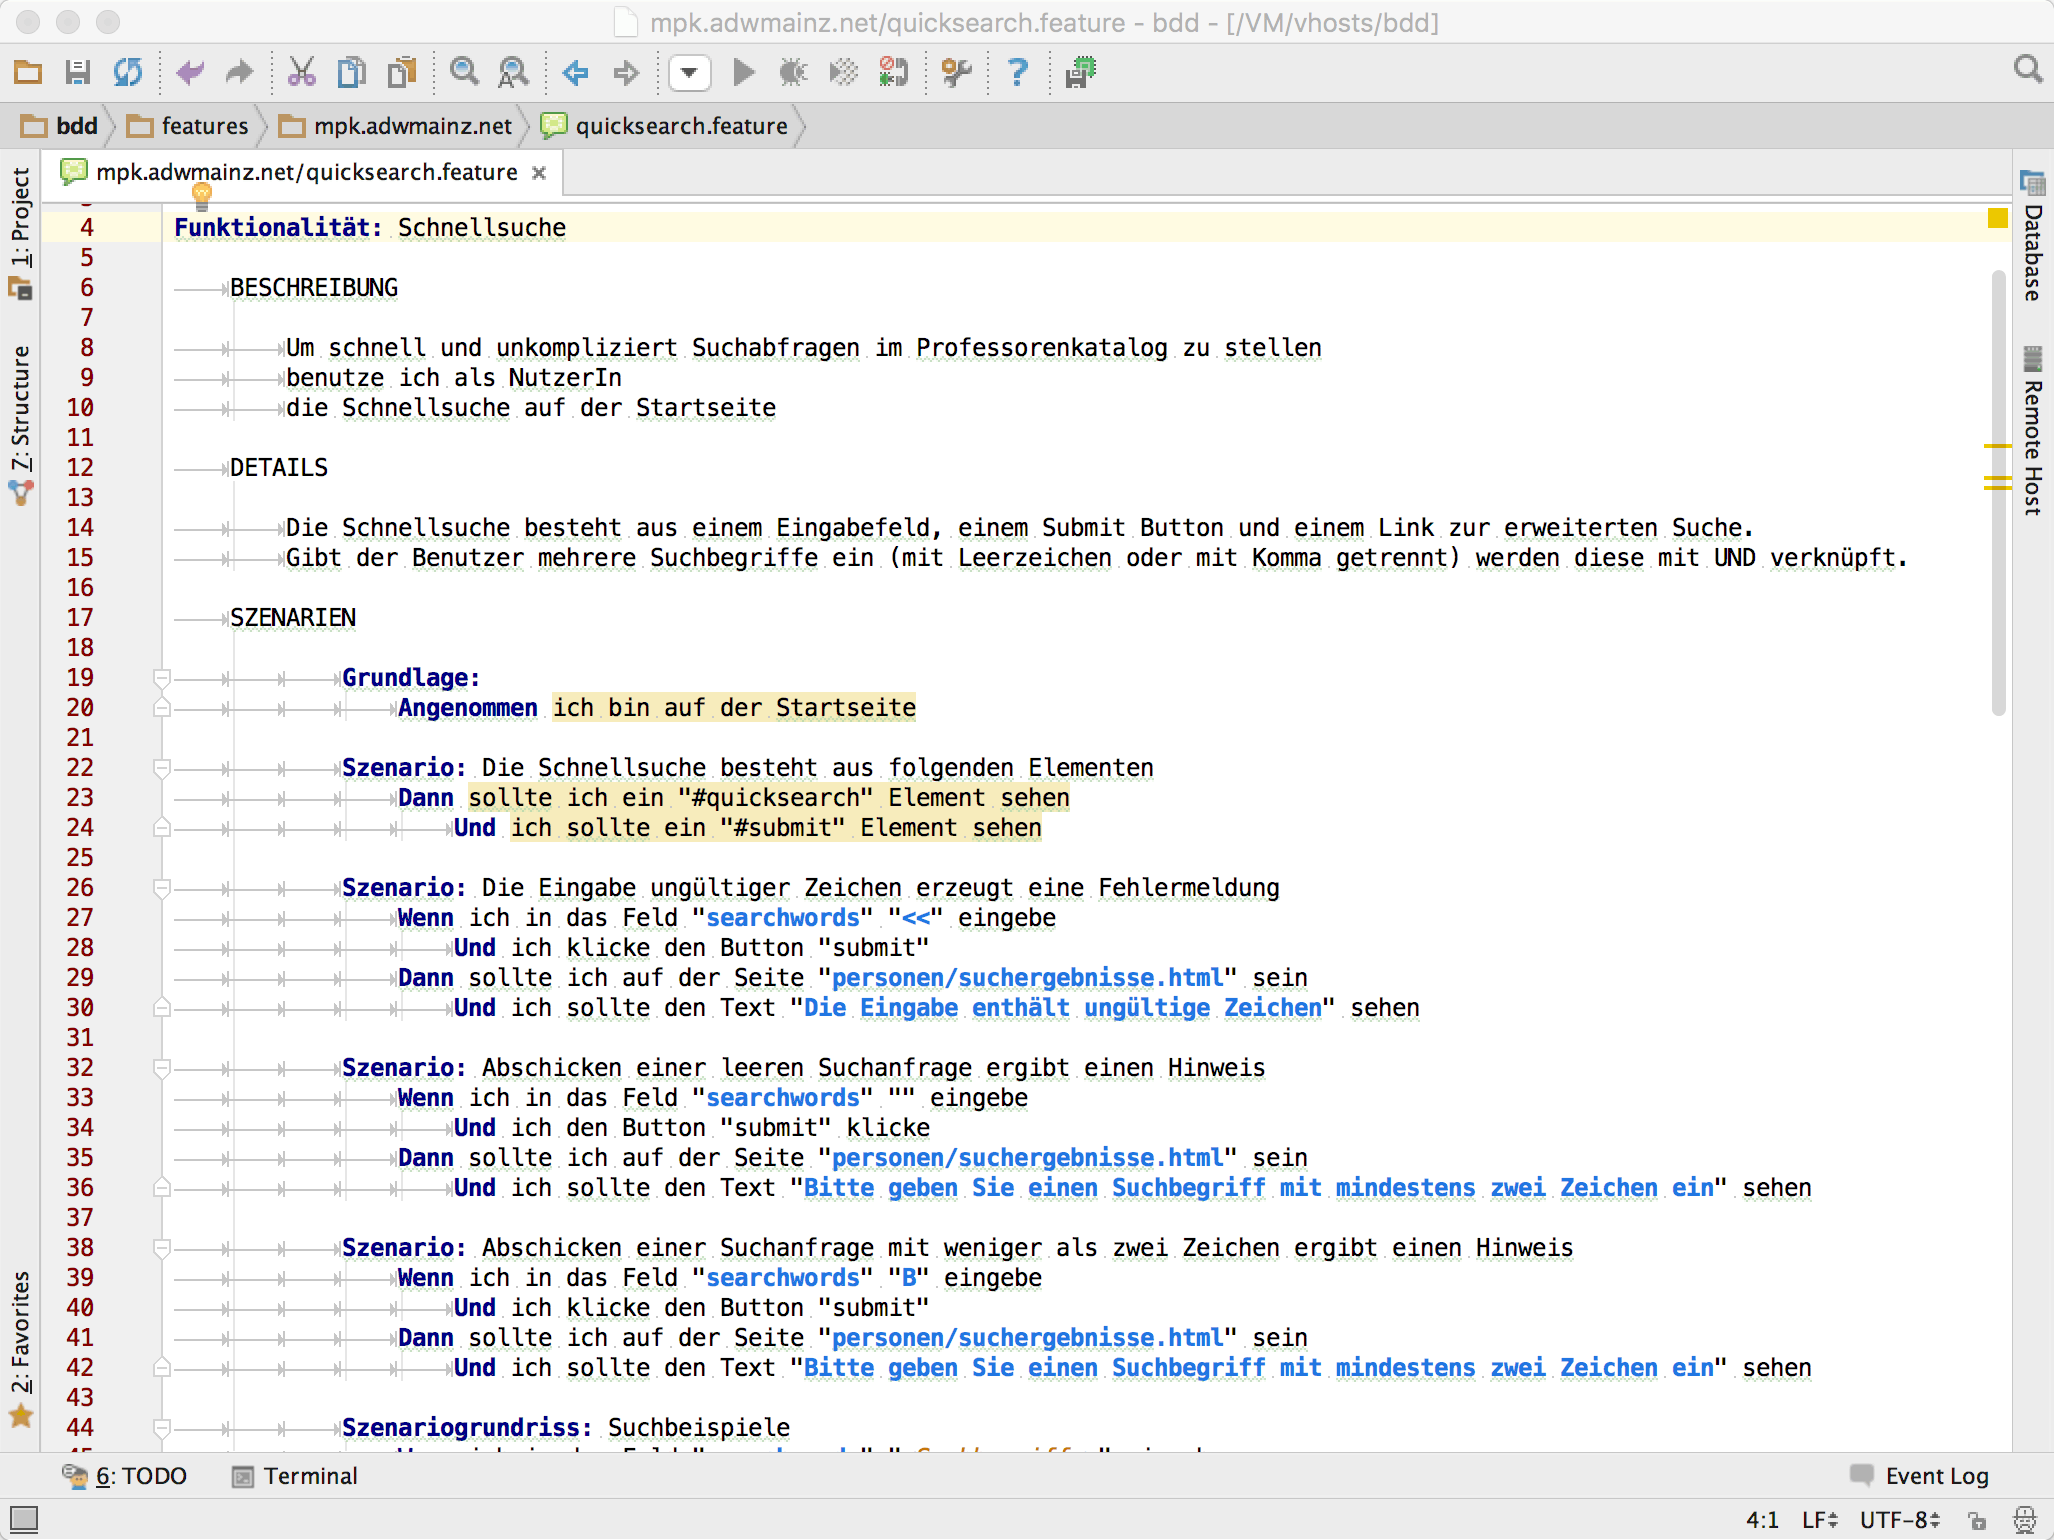 mpk.adwmainz.net/quicksearch.feature - bdd - [/VM/vhosts/bdd]
bdd features mpk.adwmainz.net quicksearch.feature
mpk.adwmainz.net/quicksearch.feature
1: Project
7: Structure
2: Favorites
Database
Remote Host
4 Funktionalität: Schnellsuche
5
6 BESCHREIBUNG
7
8 Um schnell und unkompliziert Suchabfragen im Professorenkatalog zu stellen
9 benutze ich als NutzerIn
10 die Schnellsuche auf der Startseite
11
12 DETAILS
13
14 Die Schnellsuche besteht aus einem Eingabefeld, einem Submit Button und einem Link zur erweiterten Suche.
15 Gibt der Benutzer mehrere Suchbegriffe ein (mit Leerzeichen oder mit Komma getrennt) werden diese mit UND verknüpft.
16
17 SZENARIEN
18
19 Grundlage:
20 Angenommen ich bin auf der Startseite
21
22 Szenario: Die Schnellsuche besteht aus folgenden Elementen
23 Dann sollte ich ein "#quicksearch" Element sehen
24 Und ich sollte ein "#submit" Element sehen
25
26 Szenario: Die Eingabe ungültiger Zeichen erzeugt eine Fehlermeldung
27 Wenn ich in das Feld "searchwords" "<<" eingebe
28 Und ich klicke den Button "submit"
29 Dann sollte ich auf der Seite "personen/suchergebnisse.html" sein
30 Und ich sollte den Text "Die Eingabe enthält ungültige Zeichen" sehen
31
32 Szenario: Abschicken einer leeren Suchanfrage ergibt einen Hinweis
33 Wenn ich in das Feld "searchwords" "" eingebe
34 Und ich den Button "submit" klicke
35 Dann sollte ich auf der Seite "personen/suchergebnisse.html" sein
36 Und ich sollte den Text "Bitte geben Sie einen Suchbegriff mit mindestens zwei Zeichen ein" sehen
37
38 Szenario: Abschicken einer Suchanfrage mit weniger als zwei Zeichen ergibt einen Hinweis
39 Wenn ich in das Feld "searchwords" "B" eingebe
40 Und ich klicke den Button "submit"
41 Dann sollte ich auf der Seite "personen/suchergebnisse.html" sein
42 Und ich sollte den Text "Bitte geben Sie einen Suchbegriff mit mindestens zwei Zeichen ein" sehen
43
44 Szenariogrundriss: Suchbeispiele
6: TODO Terminal Event Log
4:1 LF UTF-8